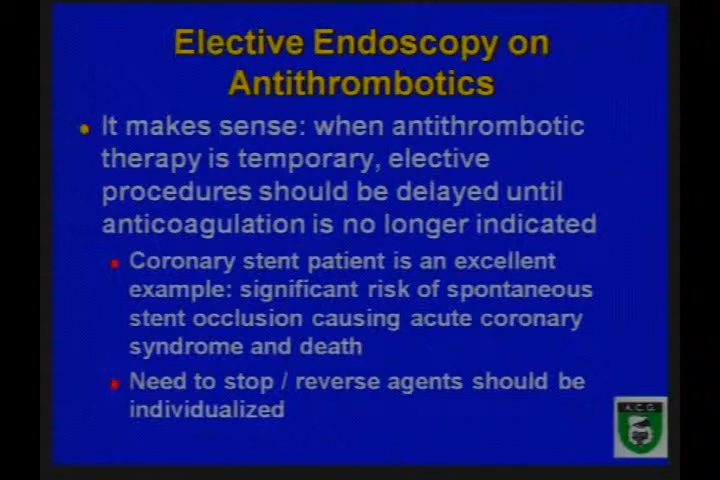 Elective Endoscopy on
Antithrombotics
It makes sense: when antithrombotic
therapy is temporary, elective
procedures should be delayed until
anticoagulation is no longer indicated
Coronary stent patient is an excellent
example: significant risk of spontaneous
stent occlusion causing acute coronary
syndrome and death
Need to stop / reverse agents should be
individualized
A.C.G.